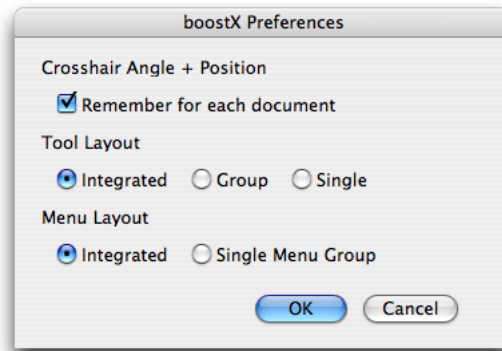 boostX Preferences
Crosshair Angle + Position
Remember for each document
Tool Layout
Integrated Group Single
Menu Layout
Integrated Single Menu Group
OK Cancel